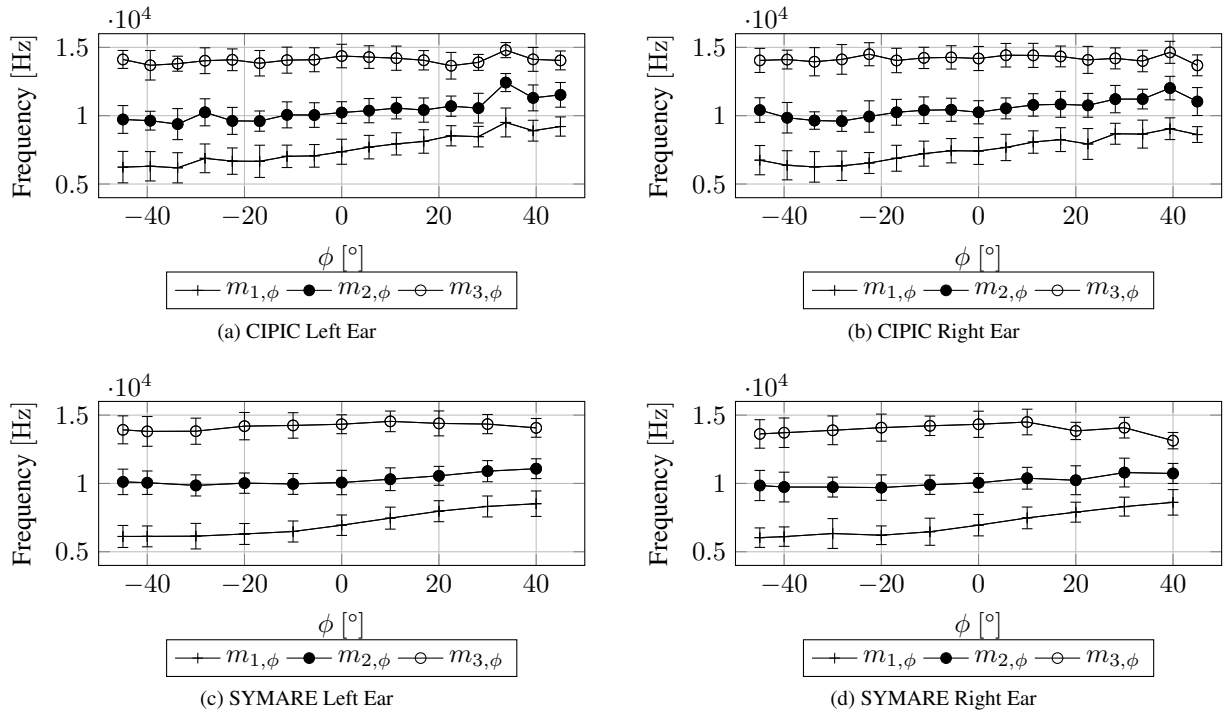 ·10⁴
1.5
1
0.5
Frequency [Hz]
−40 −20 0 20 40
ϕ [°]
m1,ϕ m2,ϕ m3,ϕ
(a) CIPIC Left Ear
·10⁴
1.5
1
0.5
Frequency [Hz]
−40 −20 0 20 40
ϕ [°]
m1,ϕ m2,ϕ m3,ϕ
(b) CIPIC Right Ear
·10⁴
1.5
1
0.5
Frequency [Hz]
−40 −20 0 20 40
ϕ [°]
m1,ϕ m2,ϕ m3,ϕ
(c) SYMARE Left Ear
·10⁴
1.5
1
0.5
Frequency [Hz]
−40 −20 0 20 40
ϕ [°]
m1,ϕ m2,ϕ m3,ϕ
(d) SYMARE Right Ear